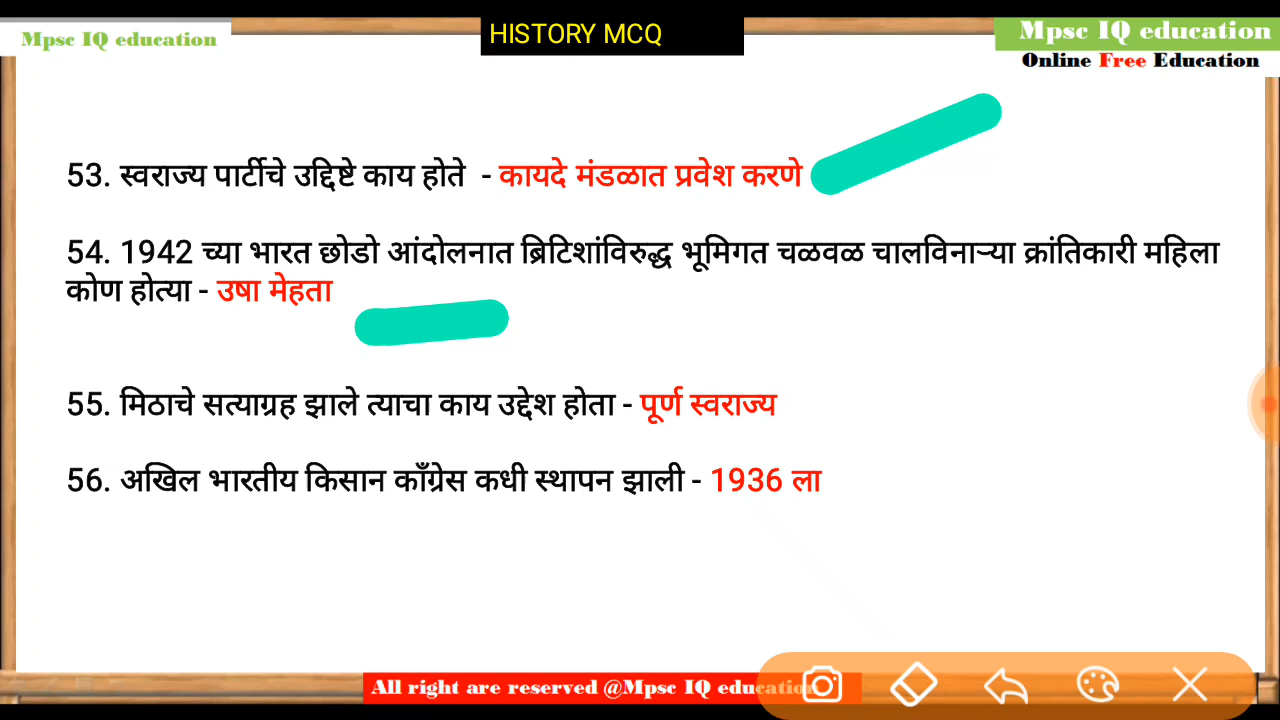 Mpsc IQ education
HISTORY MCQ
Mpsc IQ education
Online Free Education
53. स्वराज्य पार्टीचे उद्दिष्टे काय होते - कायदे मंडळात प्रवेश करणे
54. 1942 च्या भारत छोडो आंदोलनात ब्रिटिशांविरुद्ध भूमिगत चळवळ चालविनाऱ्या क्रांतिकारी महिला
कोण होत्या - उषा मेहता
55. मिठाचे सत्याग्रह झाले त्याचा काय उद्देश होता - पूर्ण स्वराज्य
56. अखिल भारतीय किसान काँग्रेस कधी स्थापन झाली - 1936 ला
All right are reserved @Mpsc IQ education